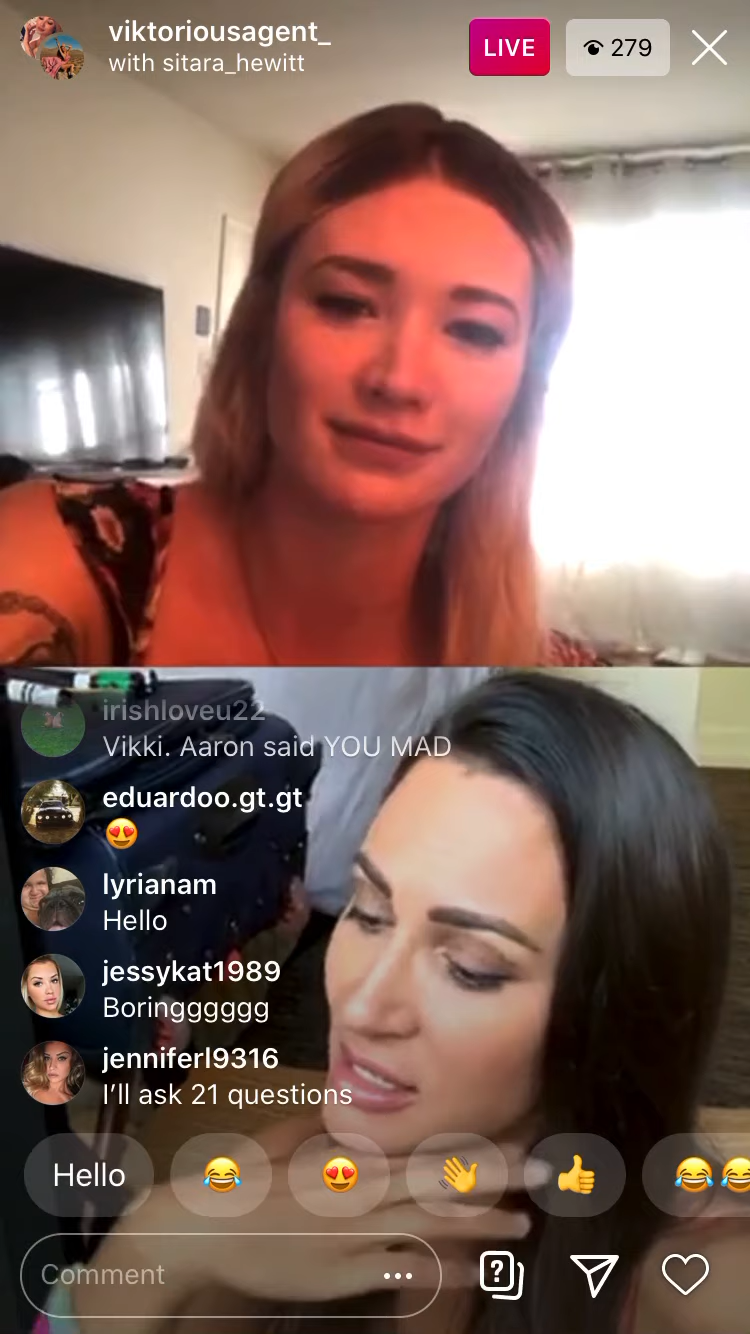 viktoriousagent_
with sitara_hewitt
LIVE
279
irishloveu22
Vikki. Aaron said YOU MAD
eduardoo.gt.gt
😍
lyrianam
Hello
jessykat1989
Boringggggg
jenniferl9316
I’ll ask 21 questions
Hello 😂 😍 👋 👍 😂😂
Comment